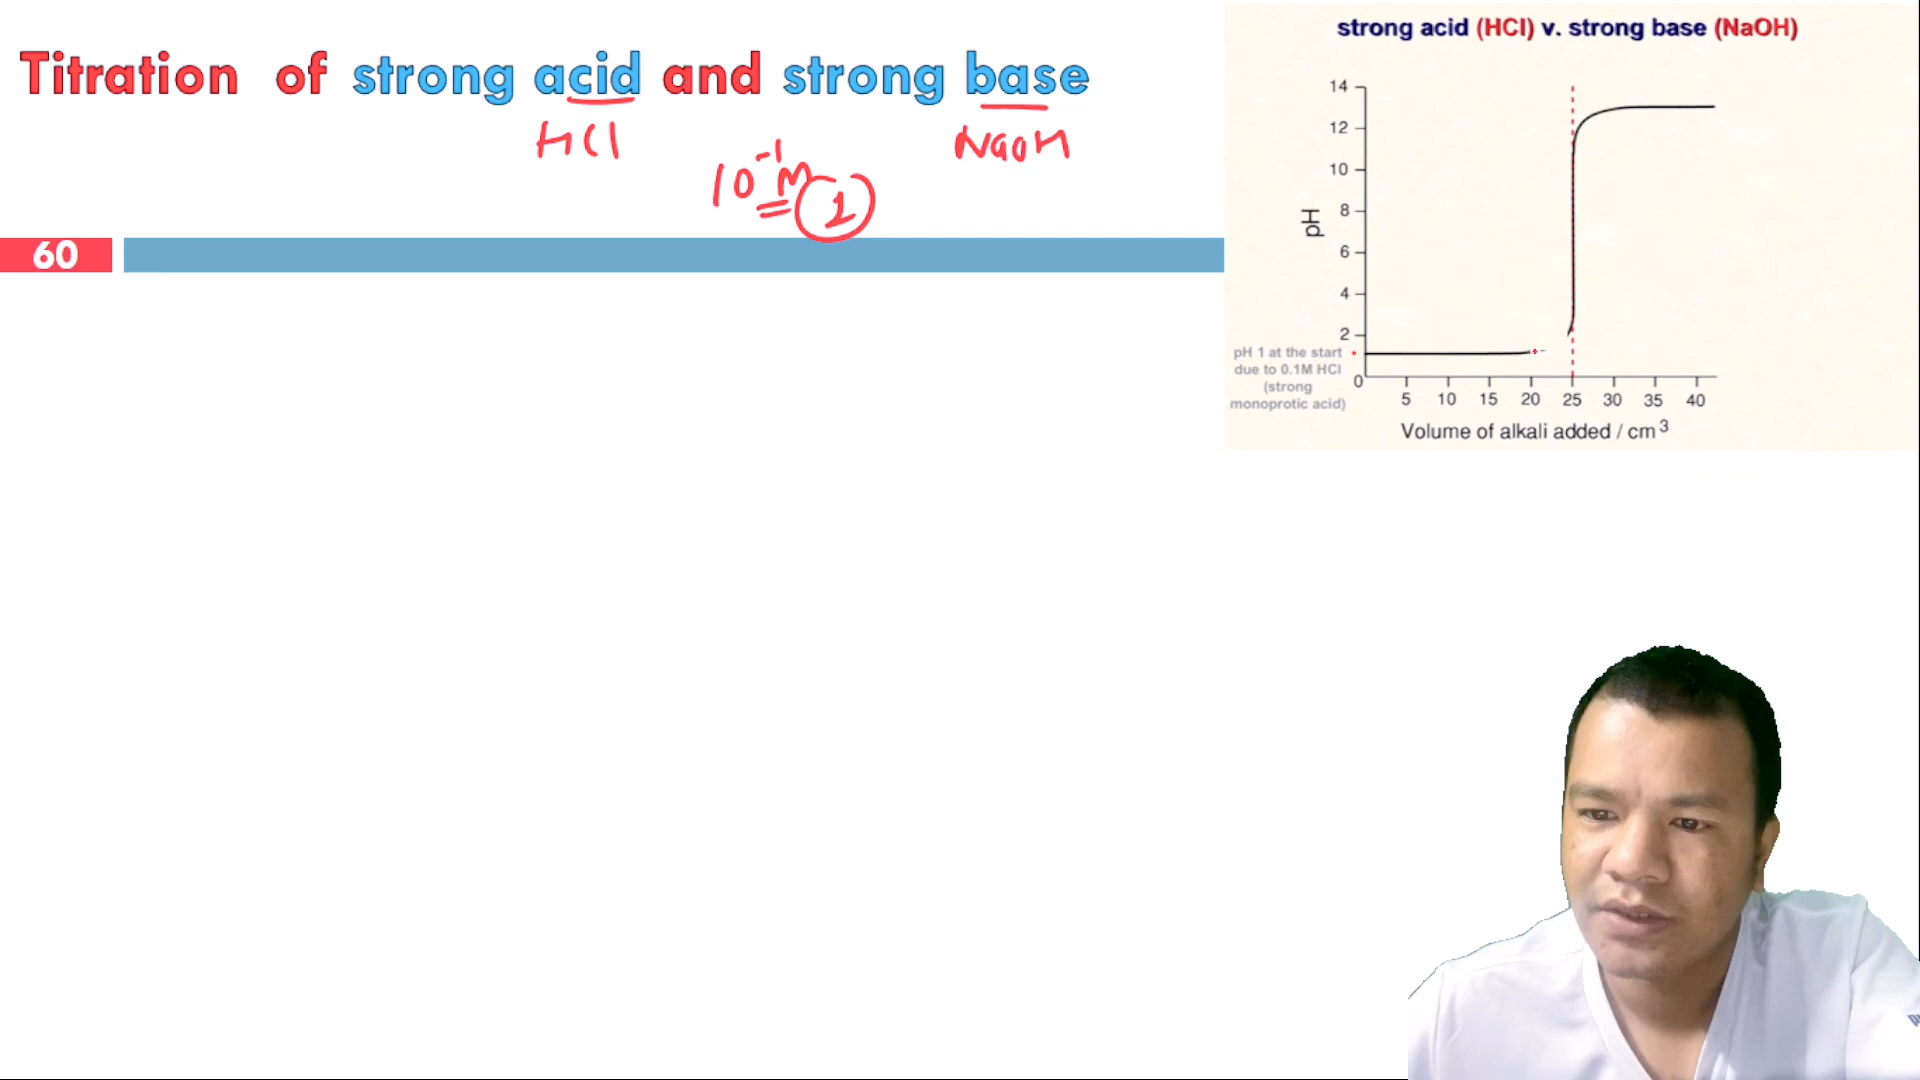 Titration of strong acid and strong base
HCl
NaOH
10⁻¹M
1
60
strong acid (HCl) v. strong base (NaOH)
14
12
10
8
6
4
2
0
pH
pH 1 at the start
due to 0.1M HCl
(strong
monoprotic acid)
5 10 15 20 25 30 35 40
Volume of alkali added / cm³